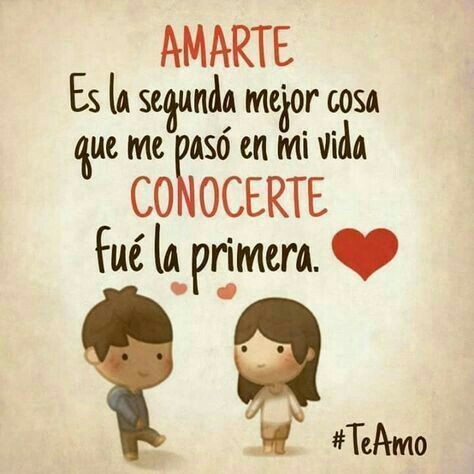 AMARTE
Es la segunda mejor cosa
que me pasó en mi vida
CONOCERTE
fué la primera.
#TeAmo